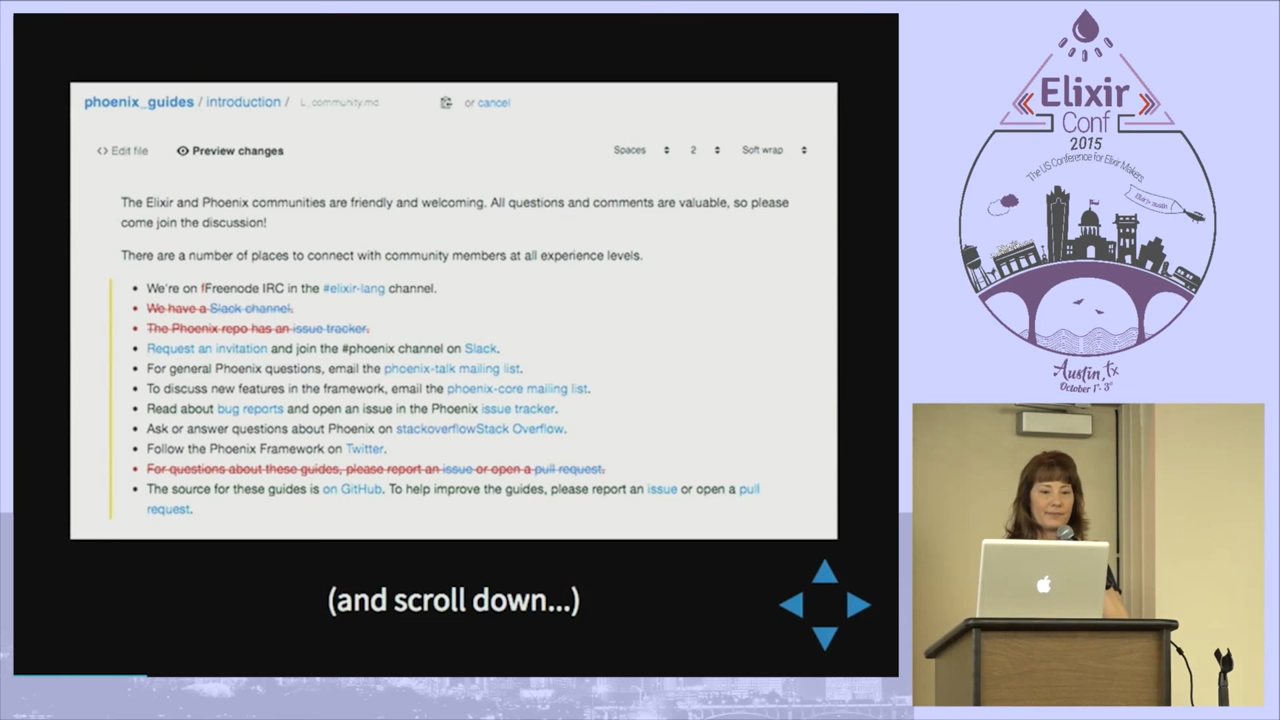 phoenix_guides / introduction / L_community.md or cancel
Edit file Preview changes Spaces 2 Soft wrap
The Elixir and Phoenix communities are friendly and welcoming. All questions and comments are valuable, so please
come join the discussion!
There are a number of places to connect with community members at all experience levels.
We're on fFreenode IRC in the #elixir-lang channel.
We have a Slack channel.
The Phoenix repo has an issue tracker.
Request an invitation and join the #phoenix channel on Slack.
For general Phoenix questions, email the phoenix-talk mailing list.
To discuss new features in the framework, email the phoenix-core mailing list.
Read about bug reports and open an issue in the Phoenix issue tracker.
Ask or answer questions about Phoenix on stackoverflowStack Overflow.
Follow the Phoenix Framework on Twitter.
For questions about these guides, please report an issue or open a pull request.
The source for these guides is on GitHub. To help improve the guides, please report an issue or open a pull
request.
(and scroll down...)
Elixir
Conf
2015
The US Conference for Elixir Makers
Austin, TX
October 1st - 3rd